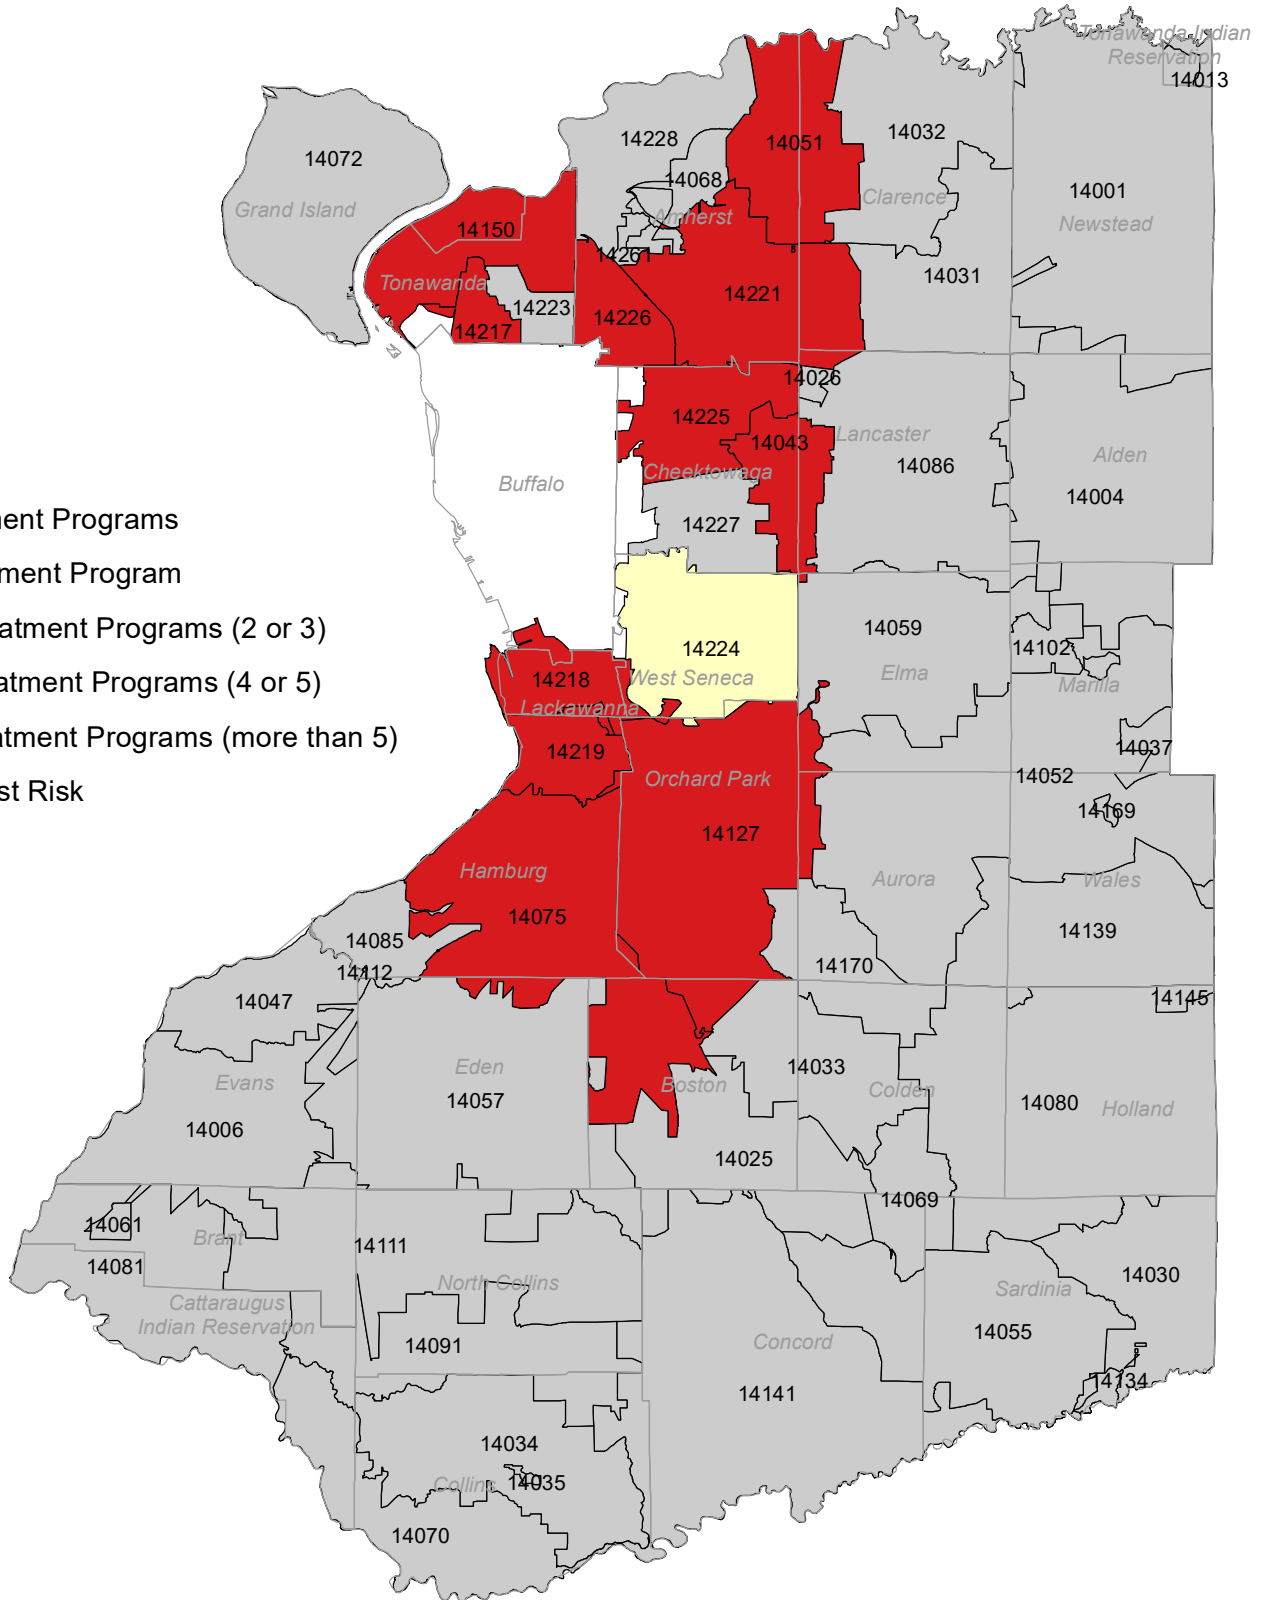 Tonawanda Indian
Reservation
14013
14072
14228
14051
14032
14068
14001
Grand Island
Amherst
Clarence
Newstead
14150
14261
14031
Tonawanda
14223
14221
14217
14226
14026
14225
14043
Lancaster
14086
Alden
Cheektowaga
14004
Buffalo
14227
ment Programs
ment Program
atment Programs (2 or 3)
atment Programs (4 or 5)
atment Programs (more than 5)
st Risk
14059
14224
14102
Elma
West Seneca
14218
Marilla
Lackawanna
14219
14037
Orchard Park
14052
14169
14127
Hamburg
Aurora
Wales
14075
14139
14085
14170
14112
14047
14145
Eden
14033
Evans
Boston
Colden
14057
14080
Holland
14006
14025
14069
14061
Brant
14111
14081
14030
North Collins
Sardinia
Cattaraugus
Indian Reservation
14055
14091
Concord
14141
14134
14034
Collins
14035
14070